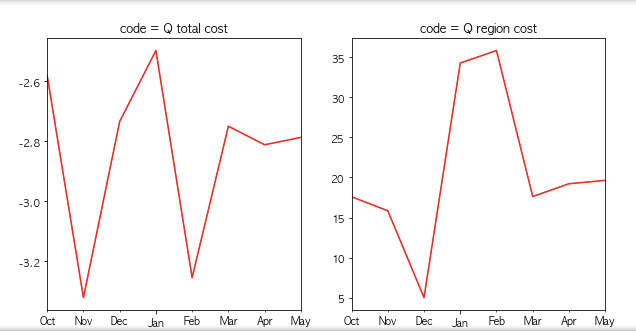 code = Q total cost
code = Q region cost
-2.6
-2.8
-3.0
-3.2
Oct Nov Dec Jan Feb Mar Apr May
35
30
25
20
15
10
5
Oct Nov Dec Jan Feb Mar Apr May